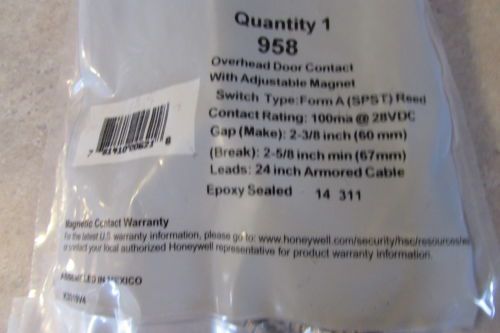 Quantity 1
958
Overhead Door Contact
With Adjustable Magnet
Switch Type: Form A (SPST) Reed
Contact Rating: 100ma @ 28VDC
Gap (Make): 2-3/8 inch (60 mm)
(Break): 2-5/8 inch min (67mm)
Leads: 24 inch Armored Cable
Epoxy Sealed 14 311
Magnetic Contact Warranty
For the latest U.S. warranty information, please go to: www.honeywell.com/security/hsc/resources/
or contact your local authorized Honeywell representative for product warranty information.
ASSEMBLED IN MEXICO